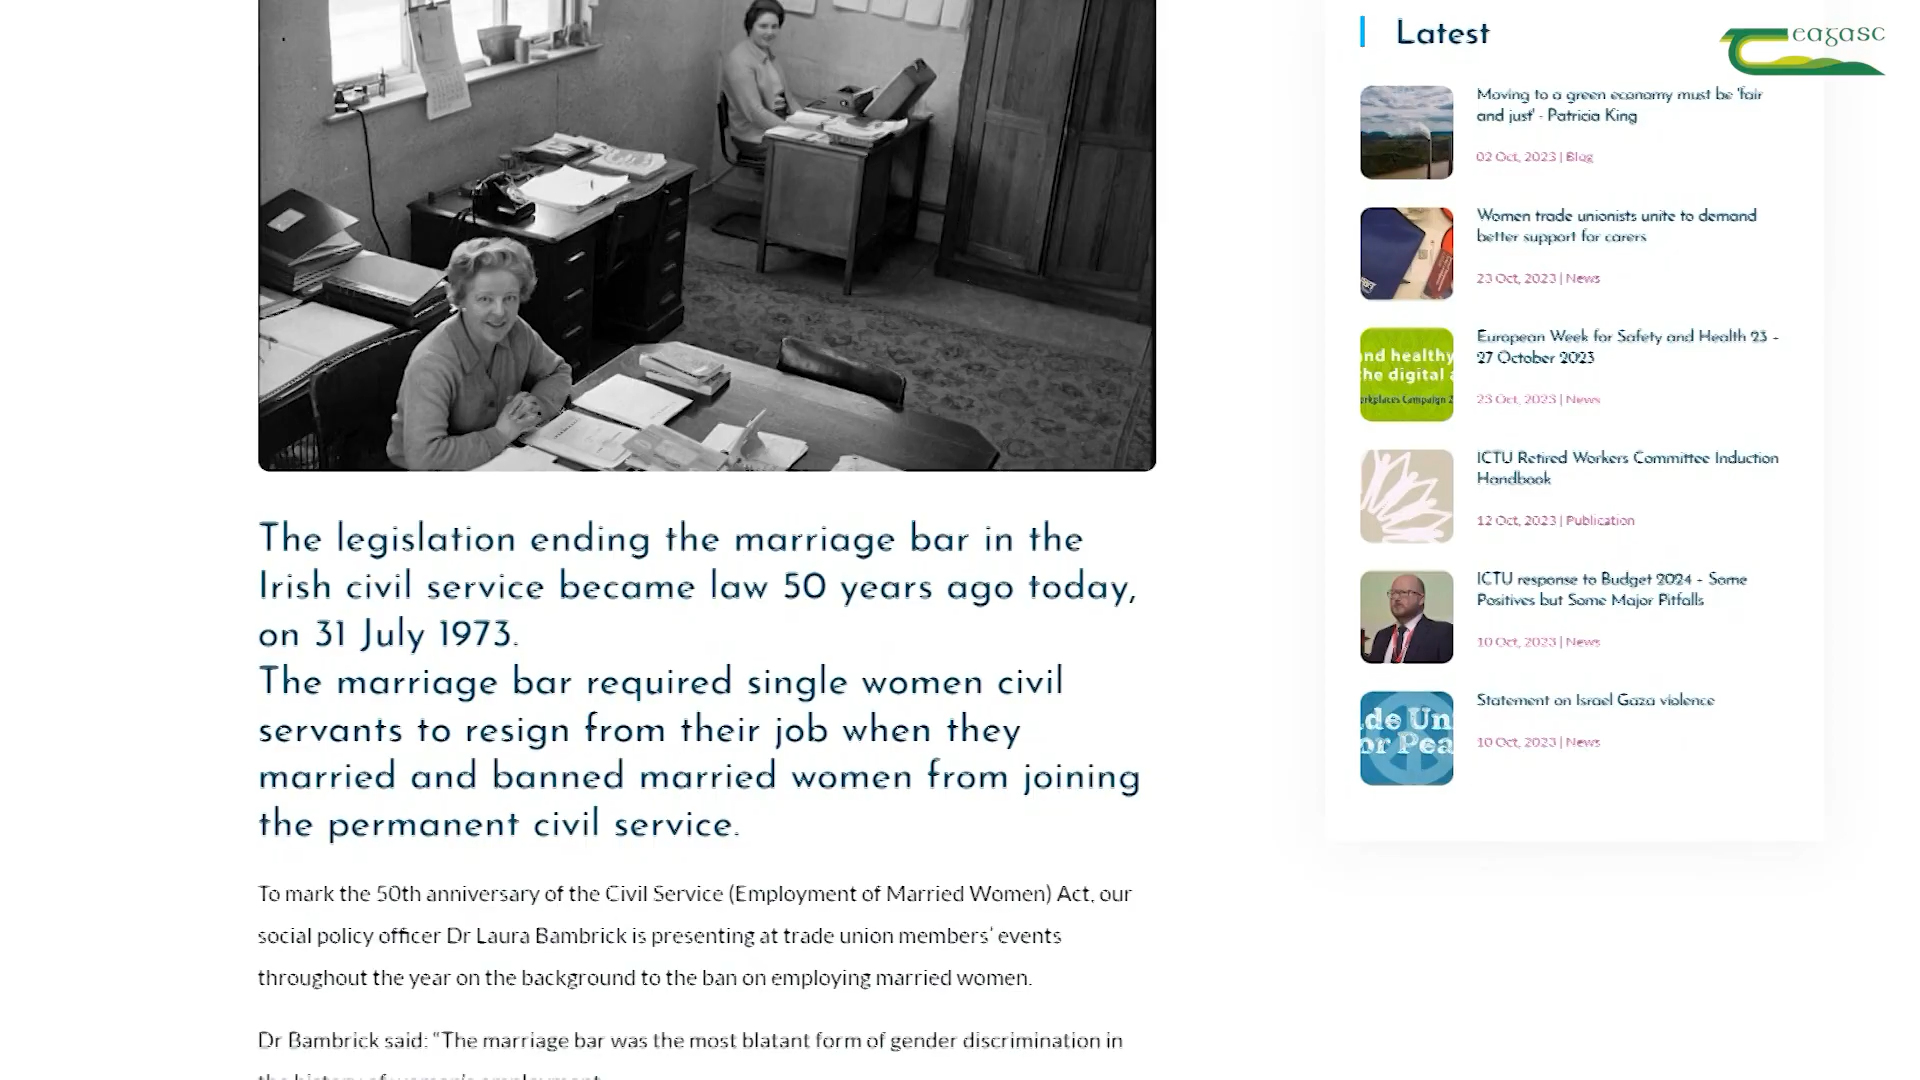 The legislation ending the marriage bar in the
Irish civil service became law 50 years ago today,
on 31 July 1973.
The marriage bar required single women civil
servants to resign from their job when they
married and banned married women from joining
the permanent civil service.
To mark the 50th anniversary of the Civil Service (Employment of Married Women) Act, our
social policy officer Dr Laura Bambrick is presenting at trade union members’ events
throughout the year on the background to the ban on employing married women.
Dr Bambrick said: “The marriage bar was the most blatant form of gender discrimination in
Latest
eagasc
Moving to a green economy must be 'fair
and just' - Patricia King
02 Oct, 2023 | Blog
Women trade unionists unite to demand
better support for carers
23 Oct, 2023 | News
European Week for Safety and Health 23 -
27 October 2023
23 Oct, 2023 | News
nd healthy
he digital a
orkplaces Campaign 2
ICTU Retired Workers Committee Induction
Handbook
12 Oct, 2023 | Publication
ICTU response to Budget 2024 - Some
Positives but Some Major Pitfalls
10 Oct, 2023 | News
Statement on Israel Gaza violence
10 Oct, 2023 | News
de Un
or Pea